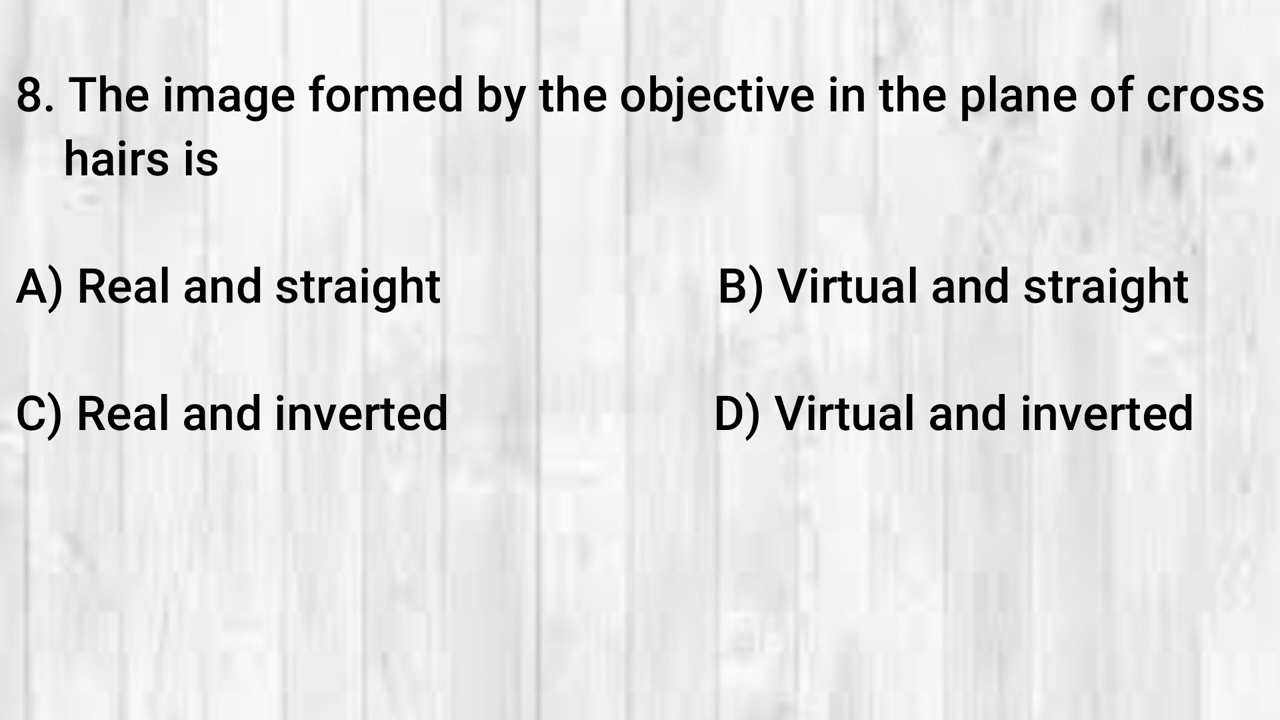 8. The image formed by the objective in the plane of cross
hairs is
A) Real and straight
B) Virtual and straight
C) Real and inverted
D) Virtual and inverted